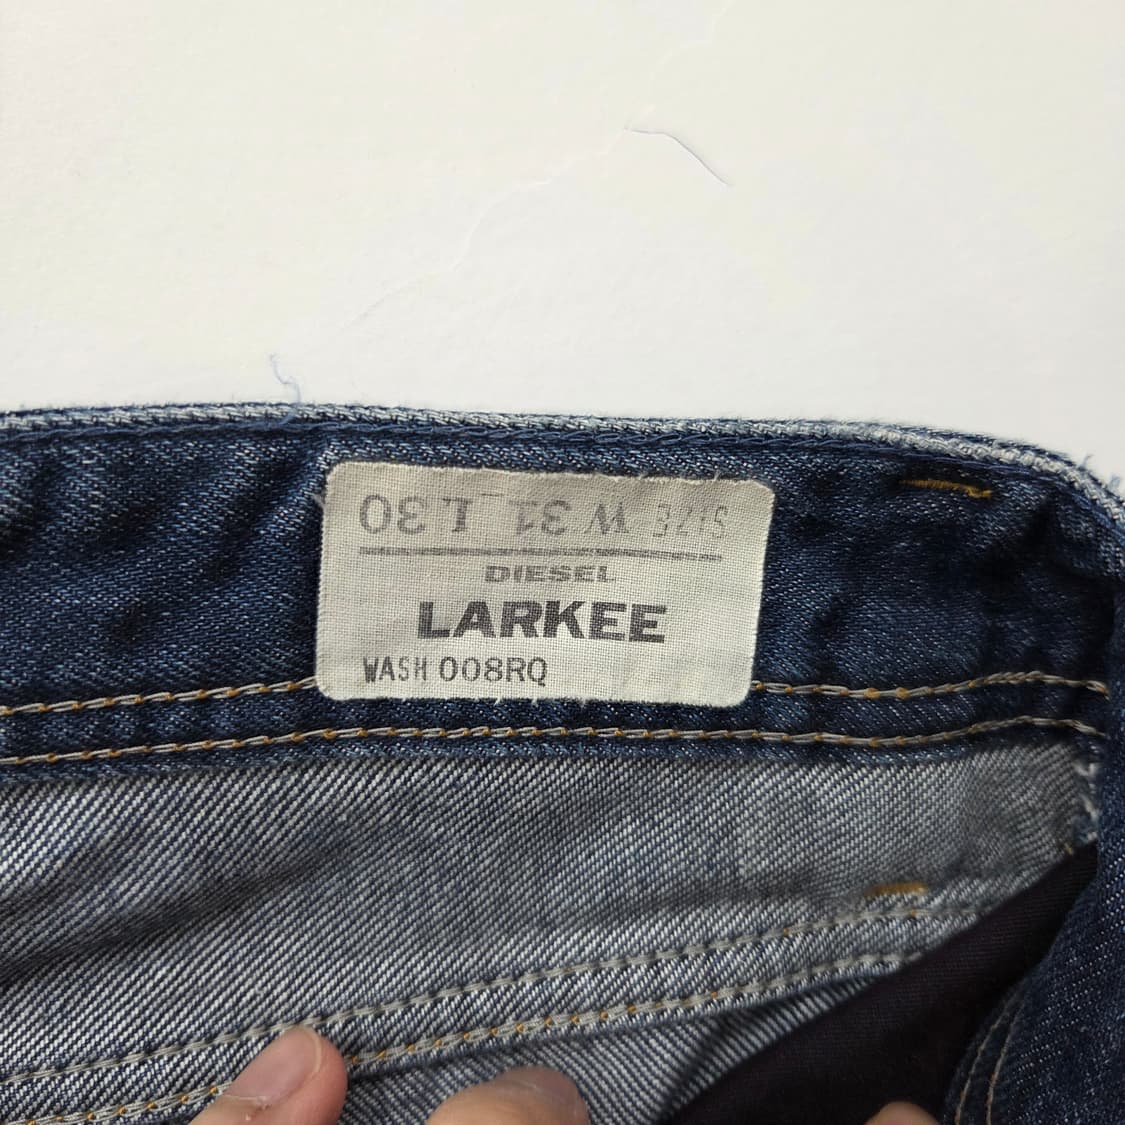 SIZE W 31 L 30
DIESEL
LARKEE
WASH 008RQ